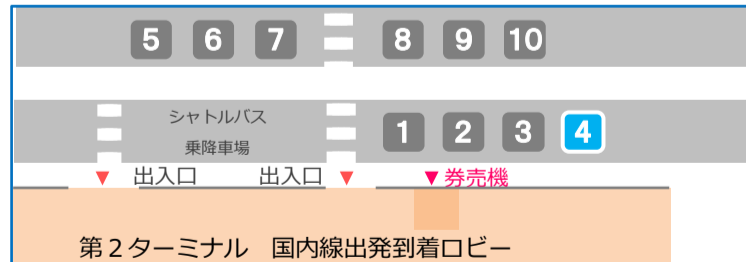 5 6 7 8 9 10
シャトルバス
乗降車場
1 2 3 4
出入口 出入口 ▼券売機
第2ターミナル 国内線出発到着ロビー